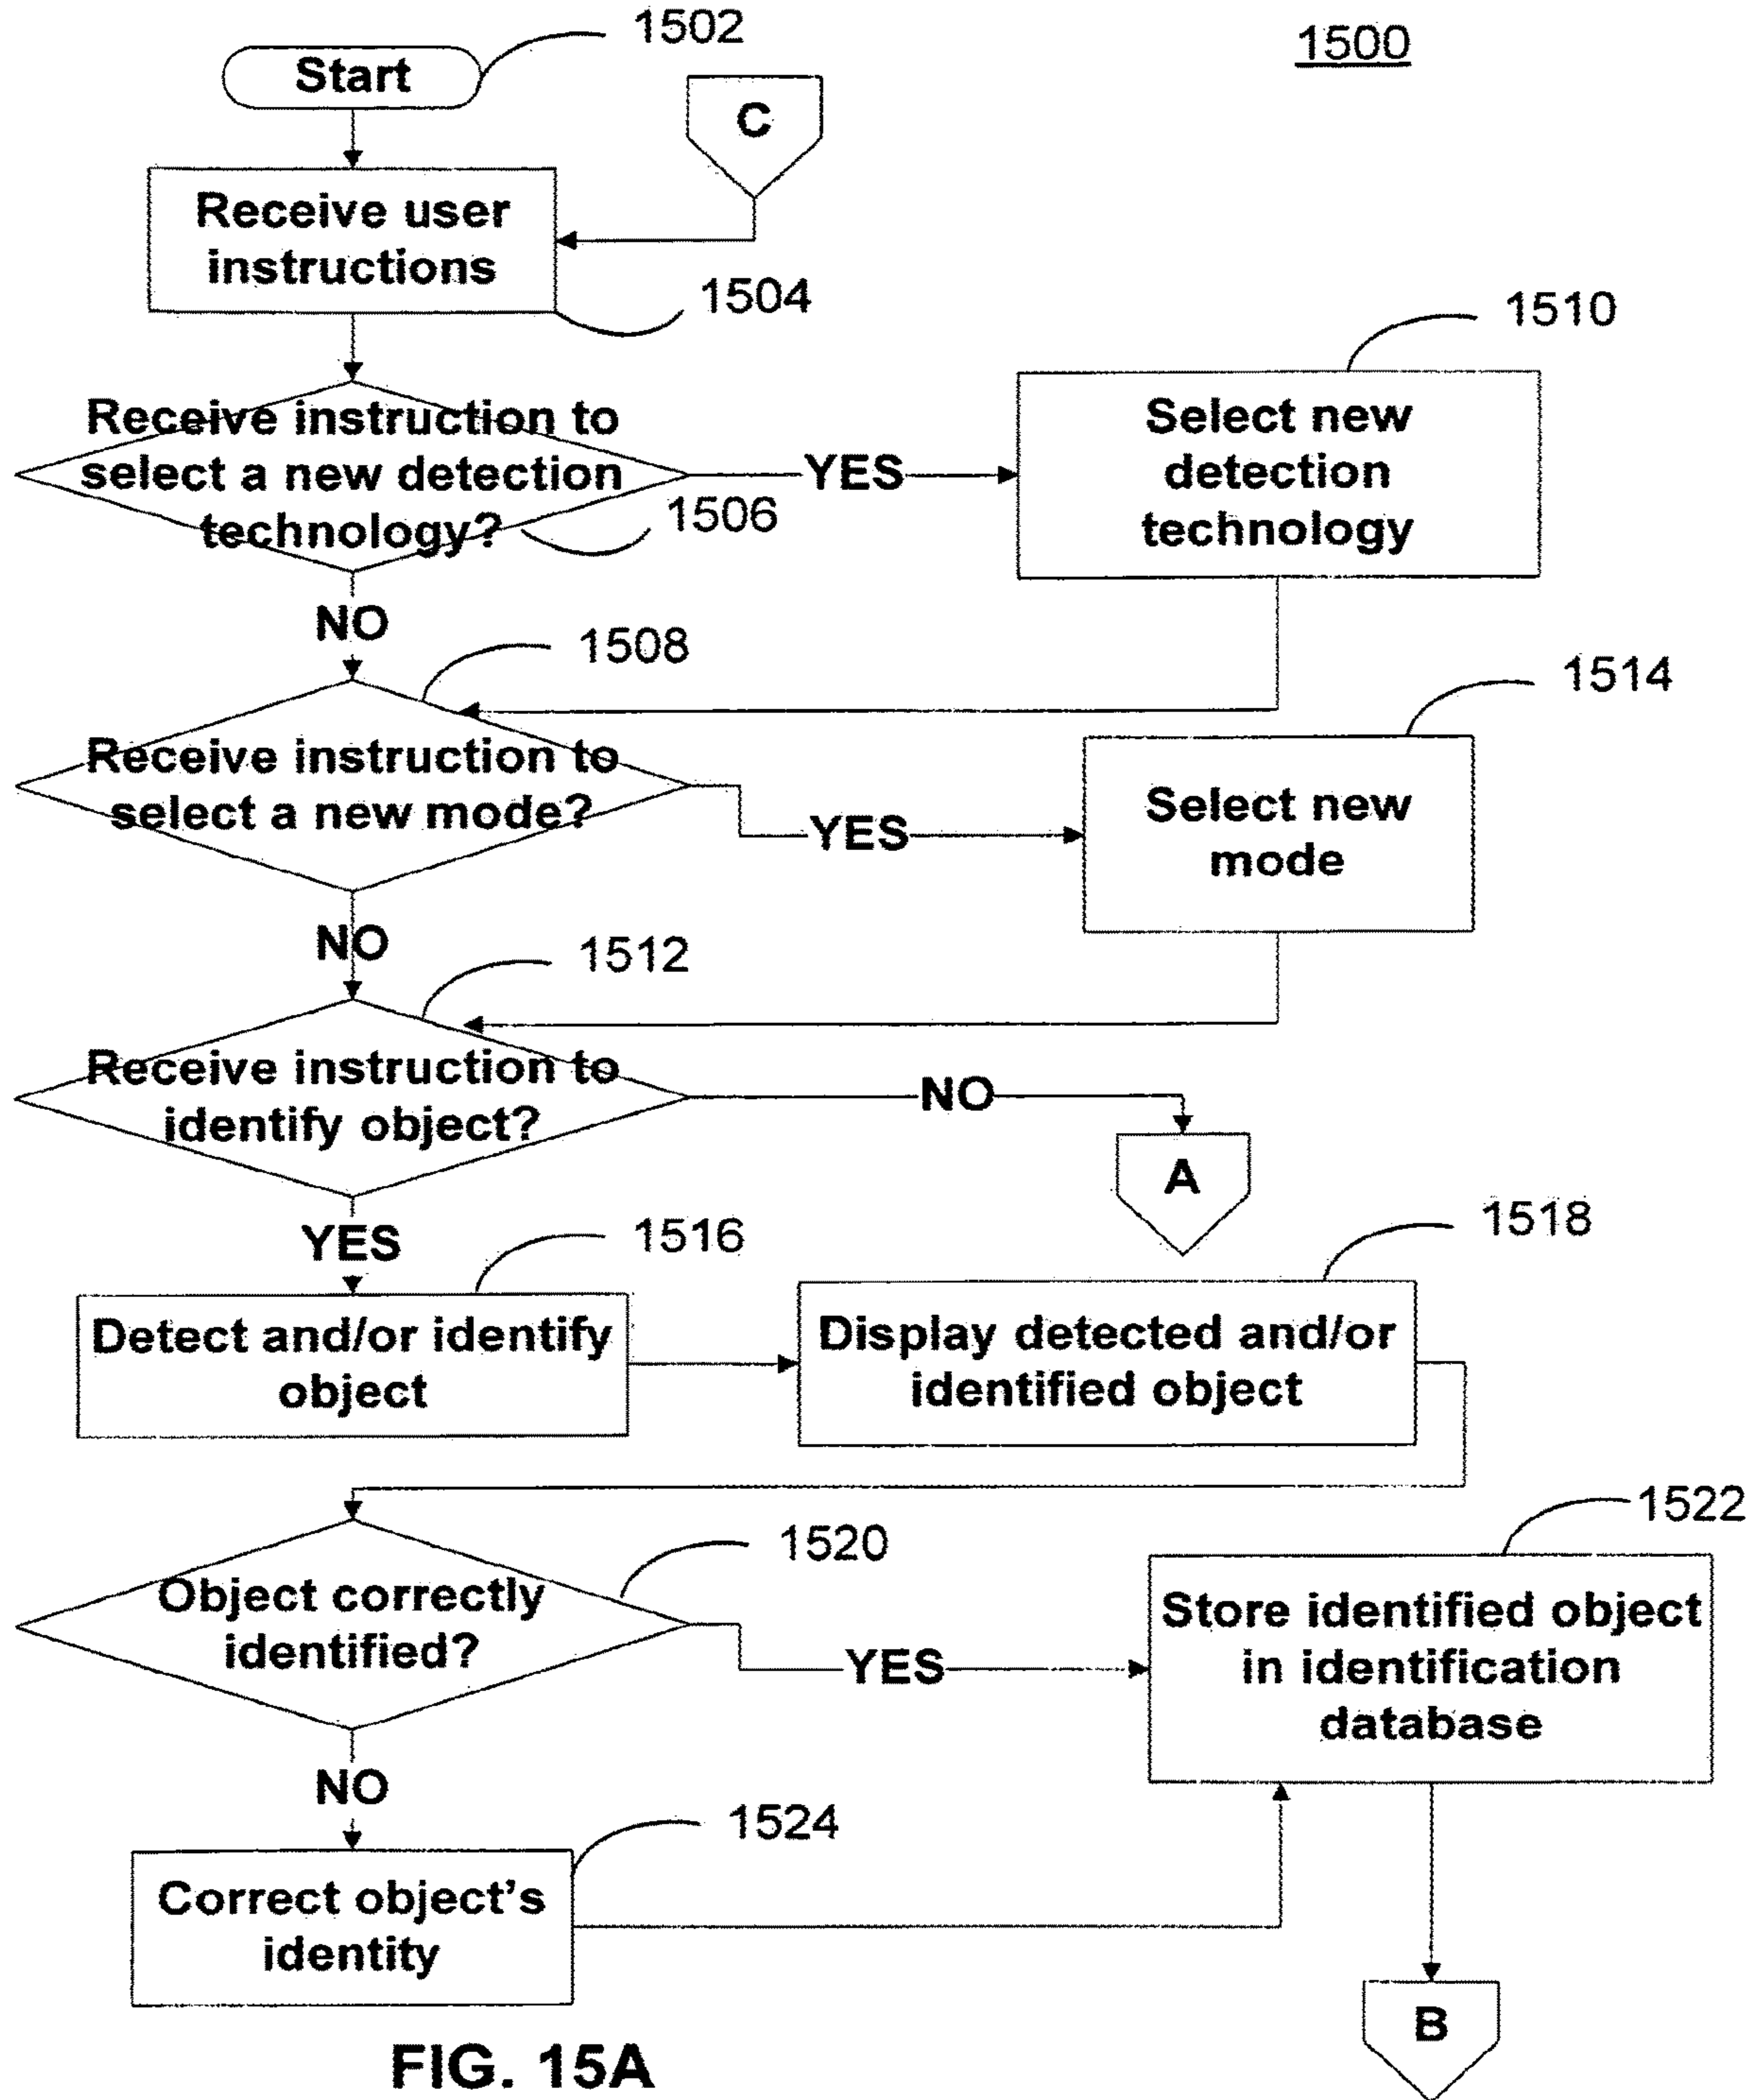 1502
1500
Start
C
Receive user
instructions
1504
1510
Receive instruction to
select a new detection
technology?
1506
YES
Select new
detection
technology
NO
1508
1514
Receive instruction to
select a new mode?
YES
Select new
mode
NO
1512
Receive instruction to
identify object?
NO
A
YES
1516
1518
Detect and/or identify
object
Display detected and/or
identified object
1520
1522
Object correctly
identified?
YES
Store identified object
in identification
database
NO
1524
Correct object's
identity
B
FIG. 15A